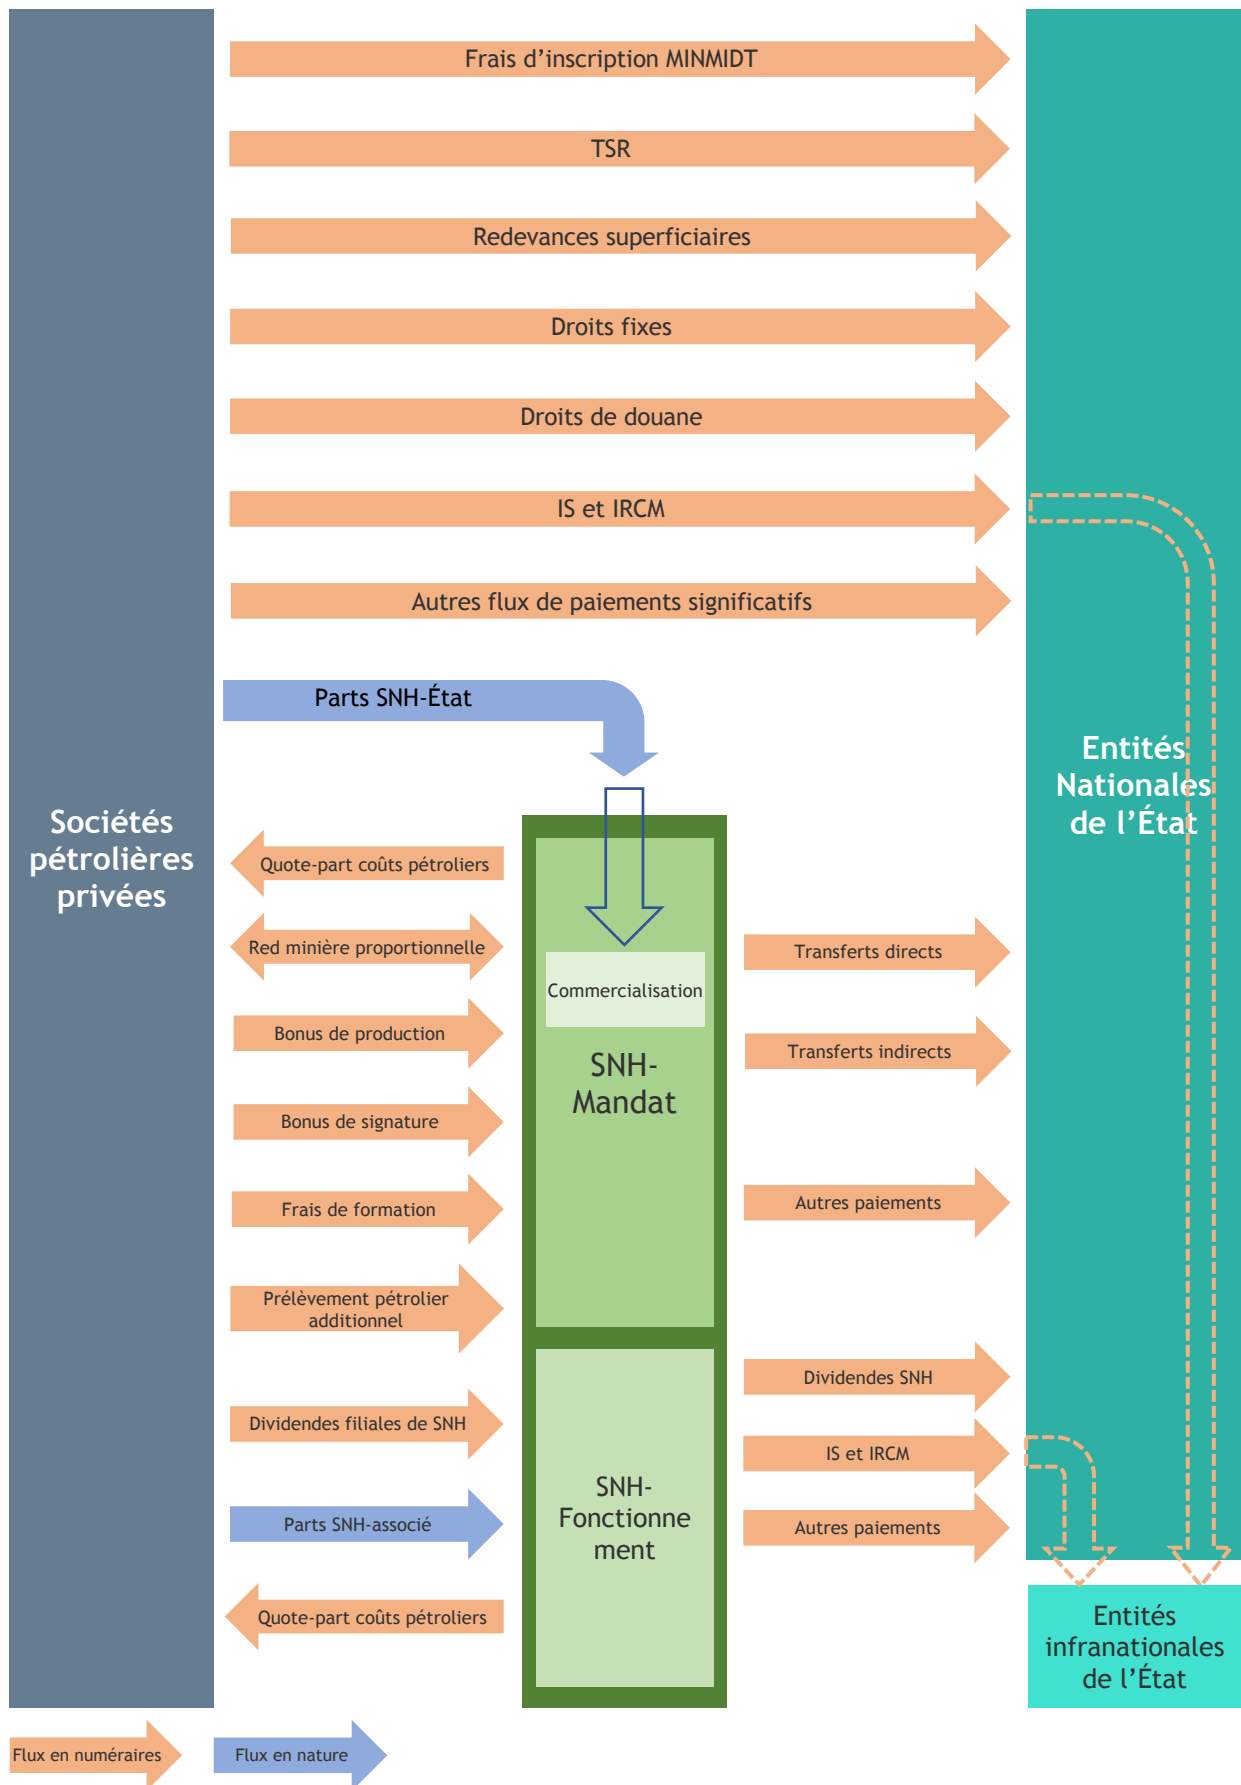 Frais d’inscription MINMIDT
TSR
Redevances superficiaires
Droits fixes
Droits de douane
IS et IRCM
Autres flux de paiements significatifs
Parts SNH-État
Sociétés
pétrolières
privées
Entités
Nationales
de l’État
Quote-part coûts pétroliers
Red minière proportionnelle
Bonus de production
Bonus de signature
Frais de formation
Prélèvement pétrolier
additionnel
Dividendes filiales de SNH
Parts SNH-associé
Quote-part coûts pétroliers
Commercialisation
SNH-
Mandat
SNH-
Fonctionne
ment
Transferts directs
Transferts indirects
Autres paiements
Dividendes SNH
IS et IRCM
Autres paiements
Entités
infranationales
de l’État
Flux en numéraires
Flux en nature